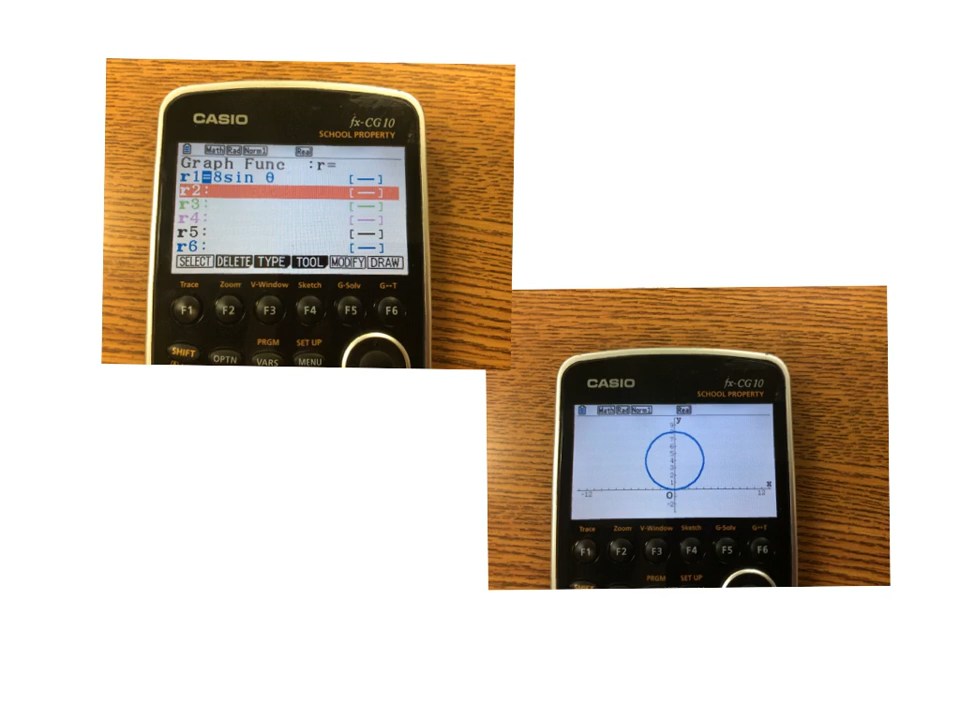 CASIO
fx-CG10
SCHOOL PROPERTY
Math Rad Norm1 Real
Graph Func :r=
r1=8sin θ [—]
r2: [—]
r3: [—]
r4: [—]
r5: [—]
r6: [—]
SELECT DELETE TYPE TOOL MODIFY DRAW
Trace Zoom V-Window Sketch G-Solv G↔T
F1 F2 F3 F4 F5 F6
PRGM SET UP
SHIFT OPTN VARS MENU
CASIO
fx-CG10
SCHOOL PROPERTY
Math Rad Norm1 Real
y
x
O
-12
Trace Zoom V-Window Sketch G-Solv G↔T
F1 F2 F3 F4 F5 F6
PRGM SET UP